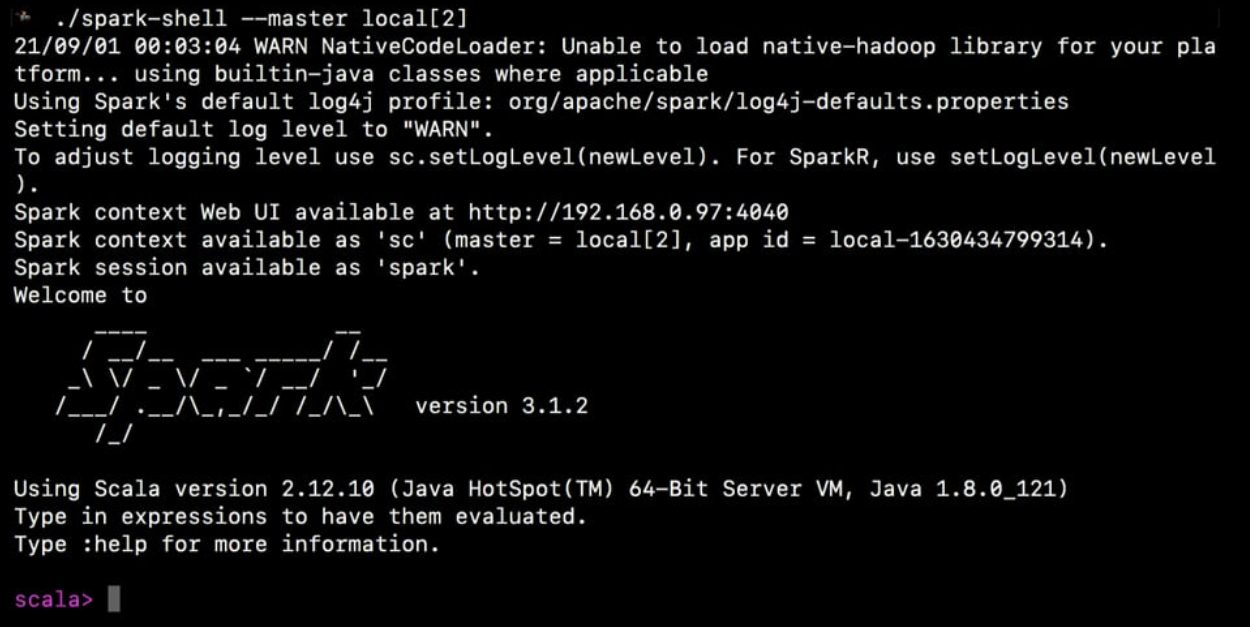 ./spark-shell --master local[2]
21/09/01 00:03:04 WARN NativeCodeLoader: Unable to load native-hadoop library for your pla
tform... using builtin-java classes where applicable
Using Spark's default log4j profile: org/apache/spark/log4j-defaults.properties
Setting default log level to "WARN".
To adjust logging level use sc.setLogLevel(newLevel). For SparkR, use setLogLevel(newLevel
).
Spark context Web UI available at http://192.168.0.97:4040
Spark context available as 'sc' (master = local[2], app id = local-1630434799314).
Spark session available as 'spark'.
Welcome to
      ____              __
     / __/__  ___ _____/ /__
    _\ \/ _ \/ _ `/ __/  '_/
   /___/ .__/\_,_/_/ /_/\_\   version 3.1.2
      /_/
Using Scala version 2.12.10 (Java HotSpot(TM) 64-Bit Server VM, Java 1.8.0_121)
Type in expressions to have them evaluated.
Type :help for more information.
scala>